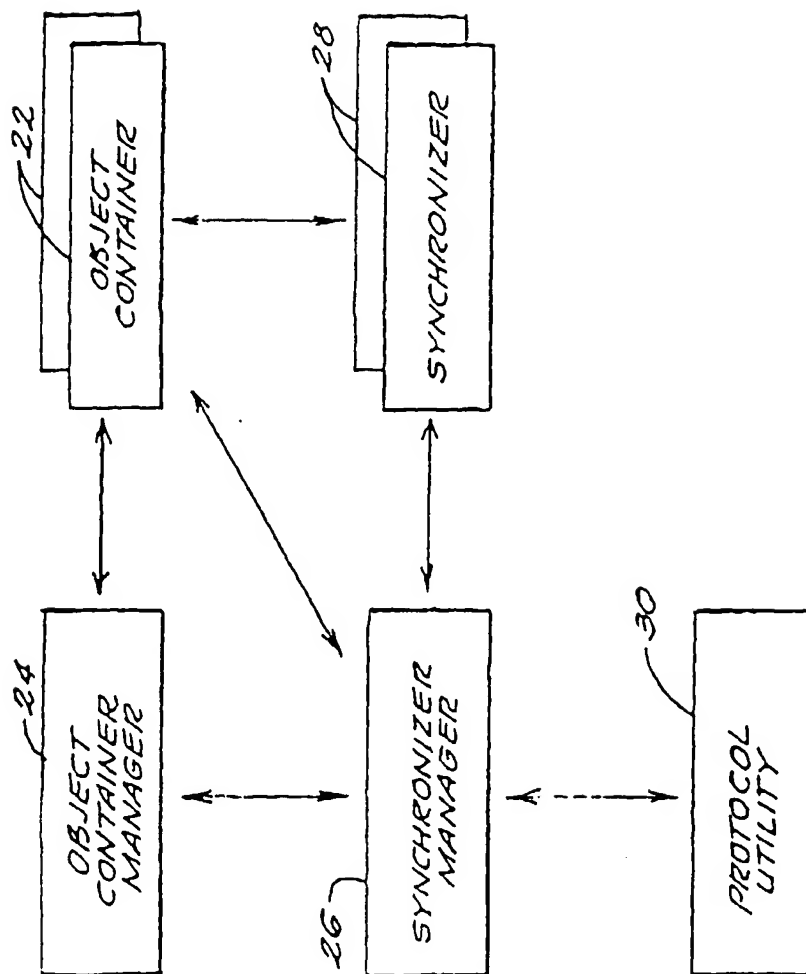 24
OBJECT
CONTAINER
MANAGER
22
OBJECT
CONTAINER
26
SYNCHRONIZER
MANAGER
28
SYNCHRONIZER
30
PROTOCOL
UTILITY